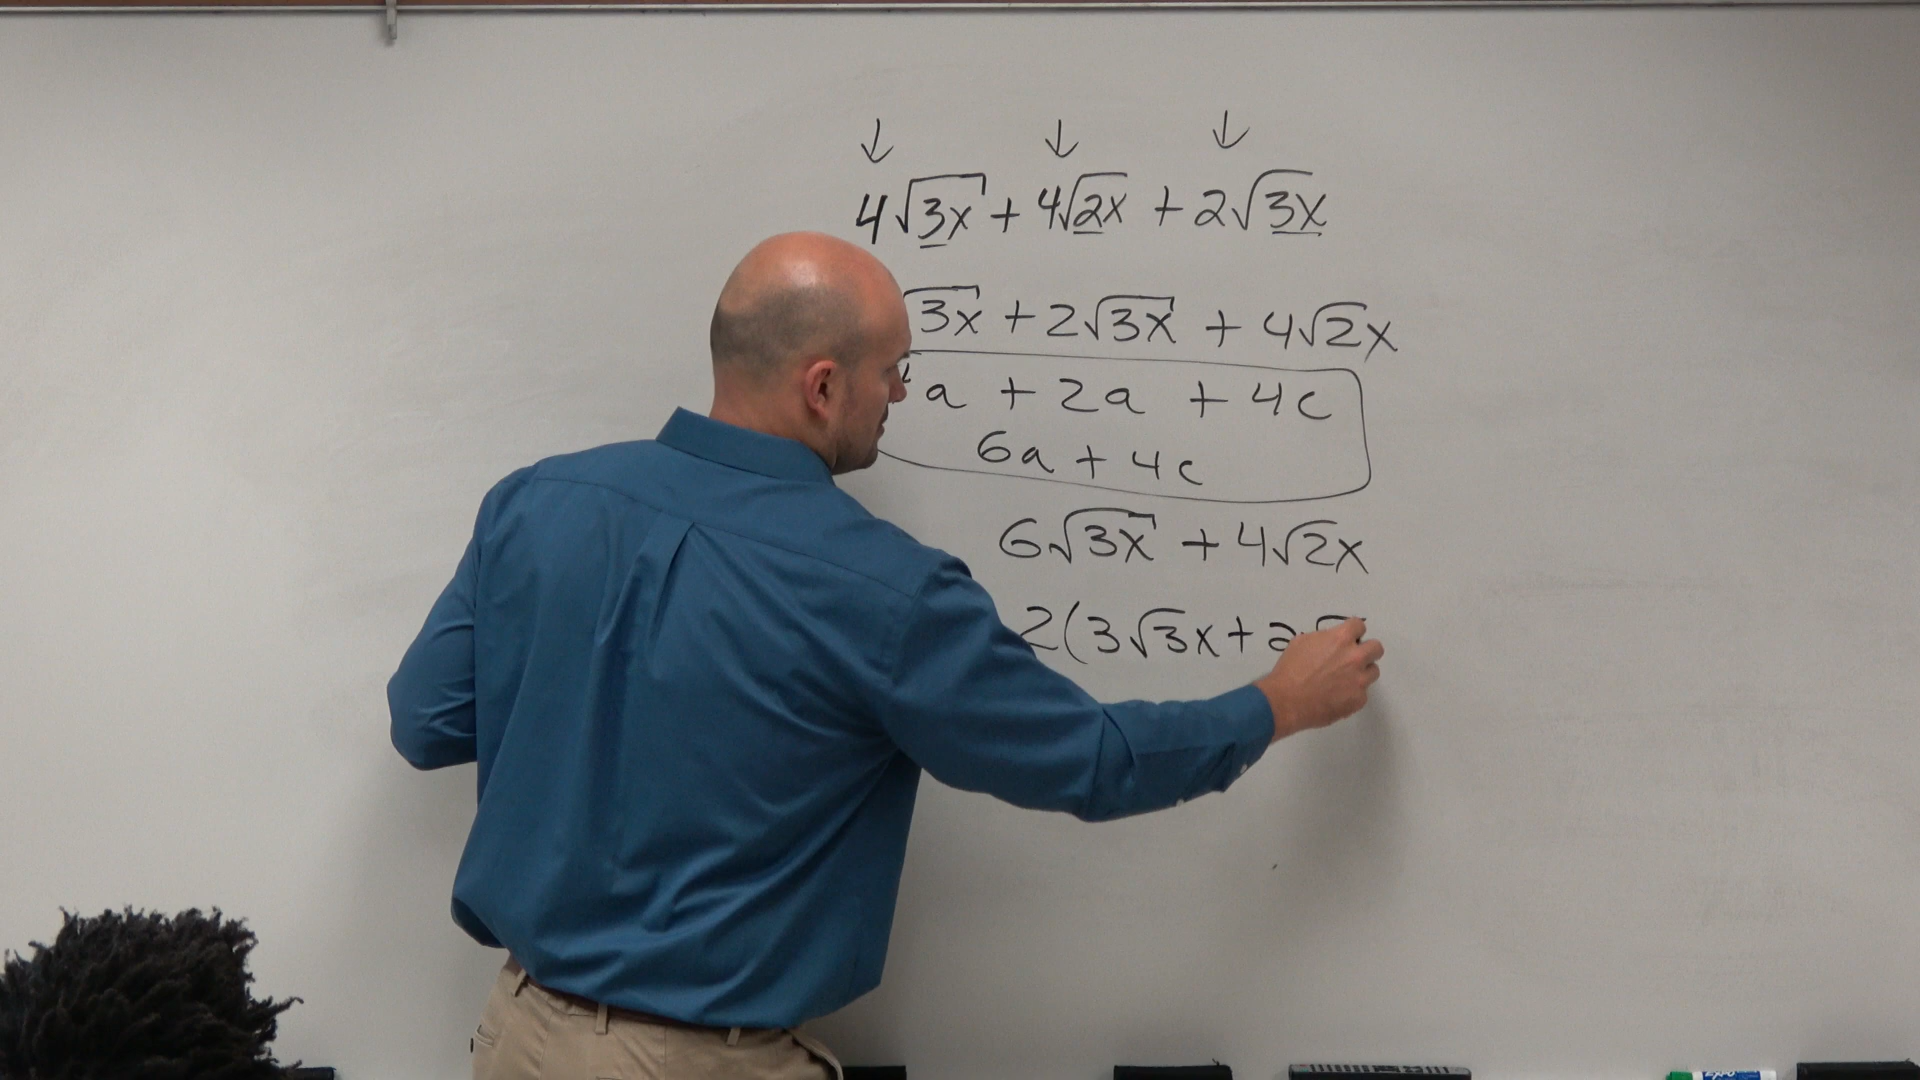 ↓ ↓ ↓
4√3x + 4√2x + 2√3x
√3x + 2√3x + 4√2x
a + 2a + 4c
6a + 4c
6√3x + 4√2x
2(3√3x + 2√
EXPO